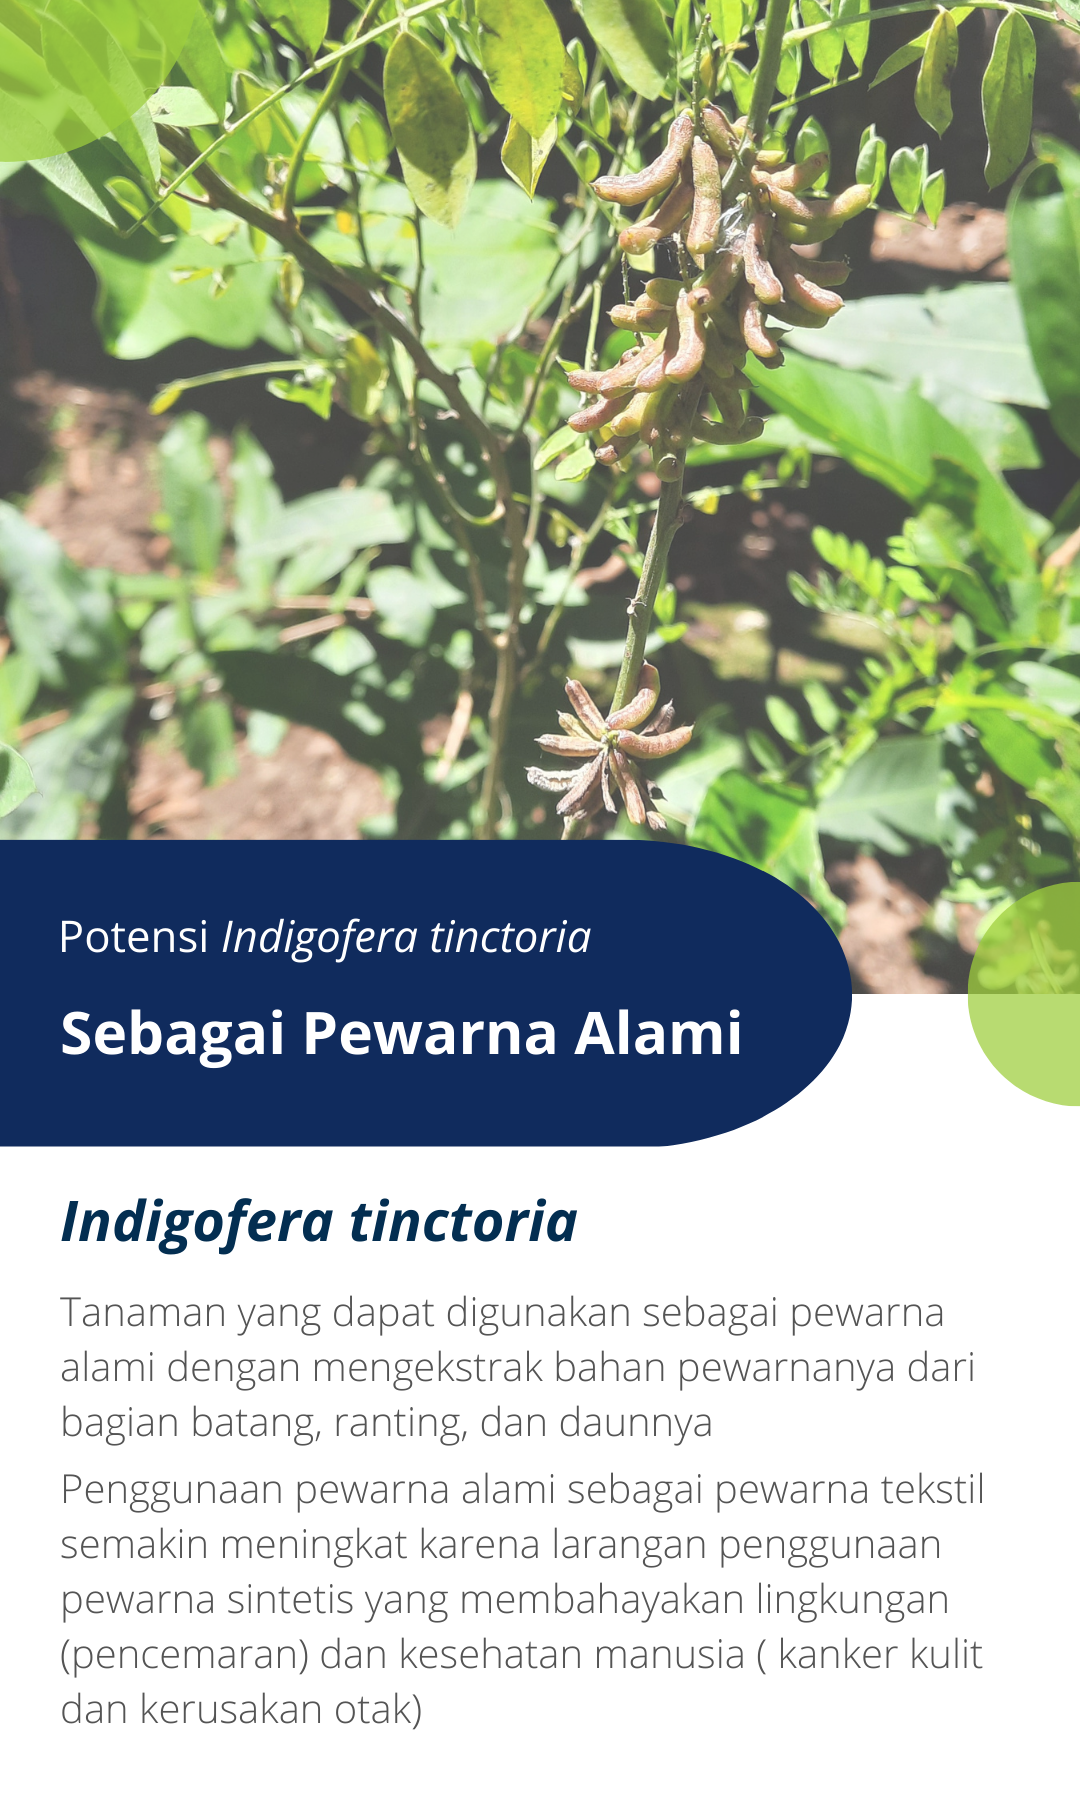 Potensi Indigofera tinctoria
Sebagai Pewarna Alami
Indigofera tinctoria
Tanaman yang dapat digunakan sebagai pewarna
alami dengan mengekstrak bahan pewarnanya dari
bagian batang, ranting, dan daunnya
Penggunaan pewarna alami sebagai pewarna tekstil
semakin meningkat karena larangan penggunaan
pewarna sintetis yang membahayakan lingkungan
(pencemaran) dan kesehatan manusia ( kanker kulit
dan kerusakan otak)